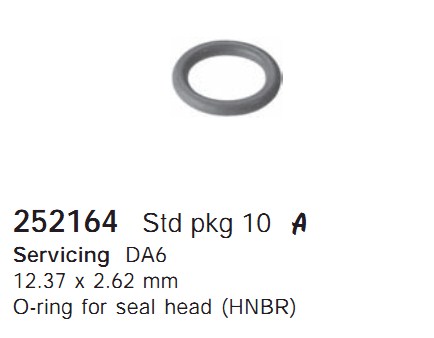 252164 Std pkg 10 A
Servicing DA6
12.37 x 2.62 mm
O-ring for seal head (HNBR)